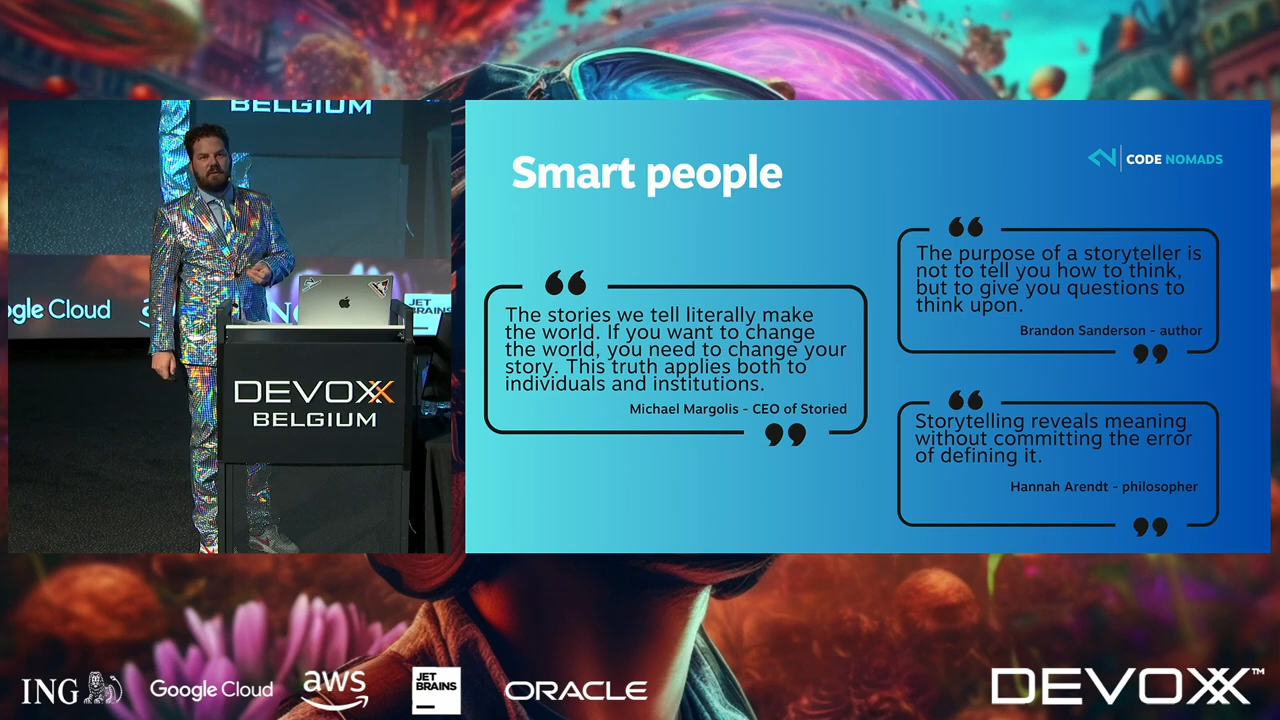 BELGIUM
ogle Cloud
JET
BRAINS
DEVOXX
BELGIUM
Smart people
CODE NOMADS
The stories we tell literally make
the world. If you want to change
the world, you need to change your
story. This truth applies both to
individuals and institutions.
Michael Margolis - CEO of Storied
The purpose of a storyteller is
not to tell you how to think,
but to give you questions to
think upon.
Brandon Sanderson - author
Storytelling reveals meaning
without committing the error
of defining it.
Hannah Arendt - philosopher
ING
Google Cloud
aws
JET
BRAINS
ORACLE
DEVOXX™